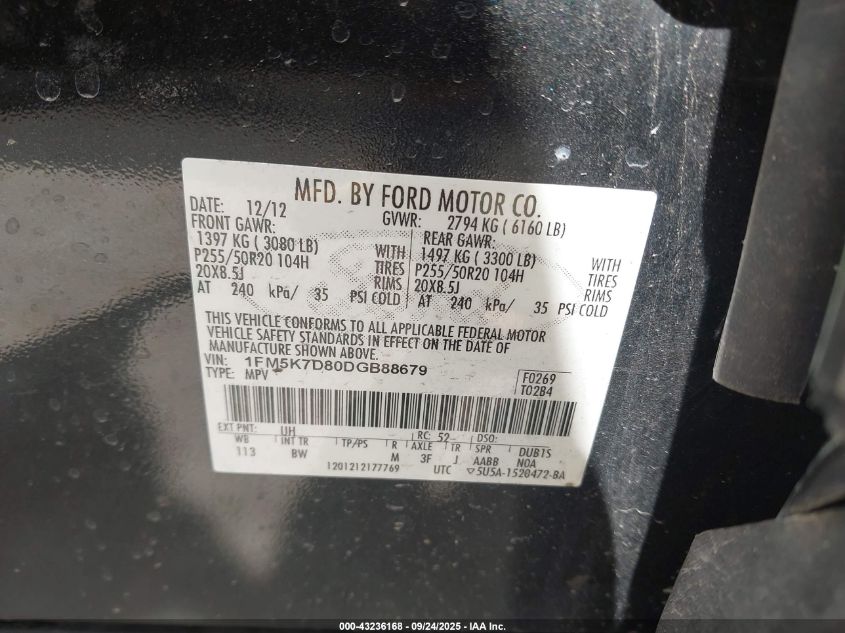 MFD. BY FORD MOTOR CO.
DATE: 12/12 GVWR: 2794 KG ( 6160 LB)
FRONT GAWR: REAR GAWR:
1397 KG ( 3080 LB) WITH 1497 KG ( 3300 LB) WITH
P255/50R20 104H TIRES P255/50R20 104H TIRES
20X8.5J RIMS 20X8.5J RIMS
AT 240 kPa/ 35 PSI COLD AT 240 kPa/ 35 PSI COLD
THIS VEHICLE CONFORMS TO ALL APPLICABLE FEDERAL MOTOR
VEHICLE SAFETY STANDARDS IN EFFECT ON THE DATE OF
MANUFACTURE SHOWN ABOVE.
VIN: 1FM5K7D80DGB88679
TYPE: MPV
F0269
T02B4
EXT PNT: UH RC: 52 DSO:
WB INT TR TP/PS R AXLE TR SPR DUB1S
113 BW M 3F J AABB N0A
1201212177769 UTC ▽5U5A-1520472-BA
000-43236168 - 09/24/2025 - IAA Inc.